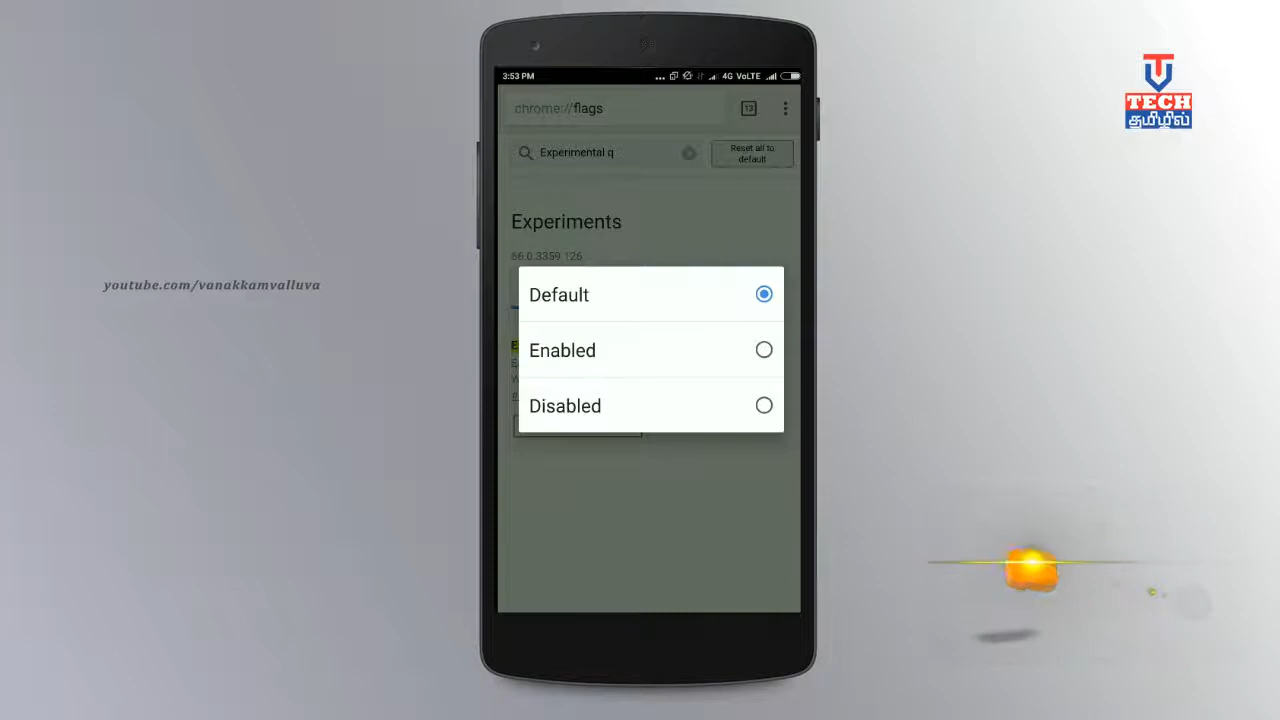 3:53 PM
4G VoLTE
chrome://flags
13
Experimental q
Reset all to
default
Experiments
66.0.3359.126
Default
Enabled
Disabled
youtube.com/vanakkamvalluva
TECH
தமிழில்